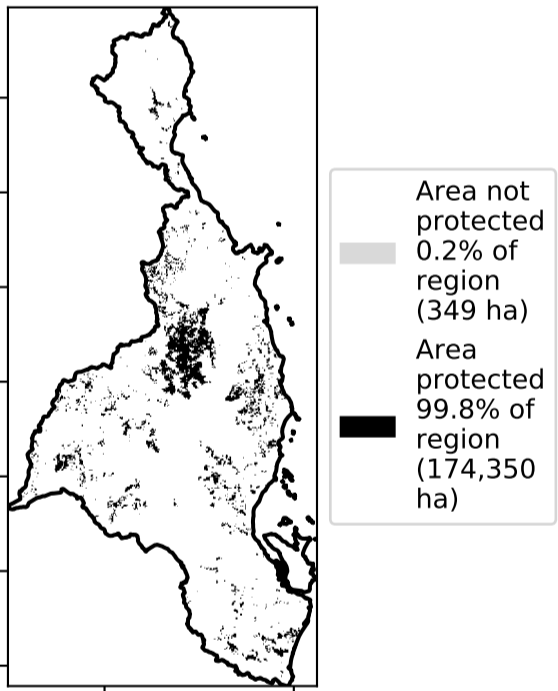 Area not
protected
0.2% of
region
(349 ha)
Area
protected
99.8% of
region
(174,350
ha)